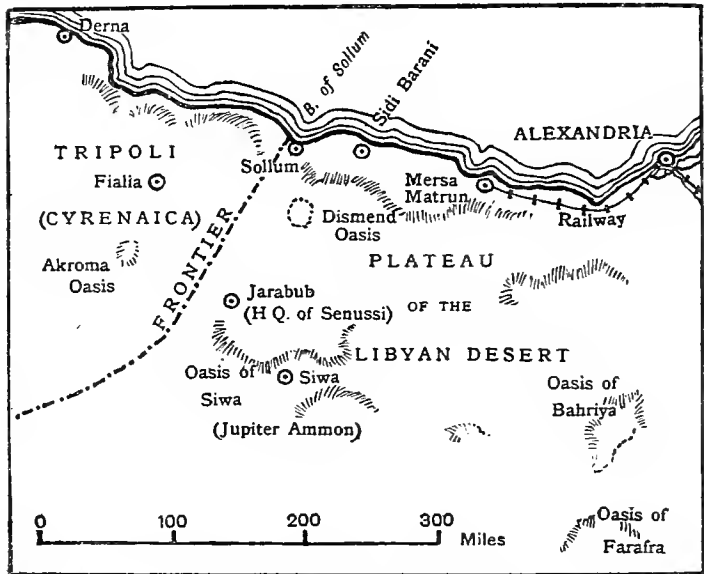 Derna
B. of Sollum
Sidi Barani
ALEXANDRIA
TRIPOLI
Sollum
Fialia
Mersa
Matrun
Railway
(CYRENAICA)
Dismend
Oasis
FRONTIER
PLATEAU
Akroma
Oasis
Jarabub
(H Q. of Senussi)
OF THE
LIBYAN DESERT
Oasis of
Siwa
Siwa
Oasis of
Bahriya
(Jupiter Ammon)
0 100 200 300
Miles
Oasis of
Farafra